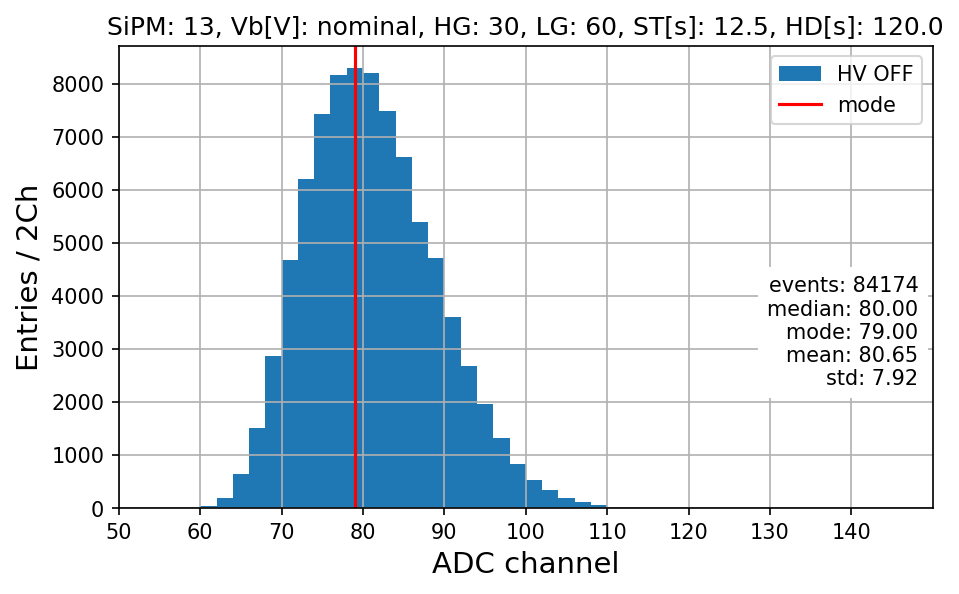 SiPM: 13, Vb[V]: nominal, HG: 30, LG: 60, ST[s]: 12.5, HD[s]: 120.0
HV OFF
mode
events: 84174
median: 80.00
mode: 79.00
mean: 80.65
std: 7.92
Entries / 2Ch
8000
7000
6000
5000
4000
3000
2000
1000
0
50 60 70 80 90 100 110 120 130 140
ADC channel